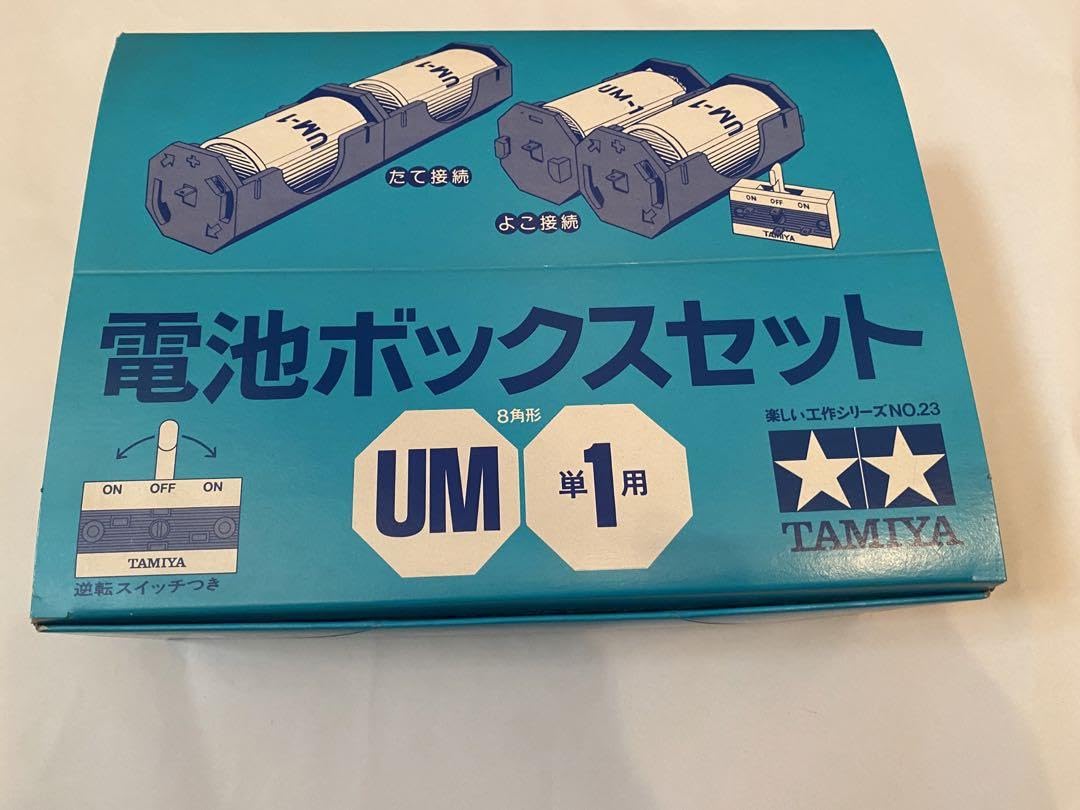 UM-1
UM-1
UM-1
UM-1
たて接続
よこ接続
ON OFF ON
TAMIYA
電池ボックスセット
8角形
UM
単1用
楽しい工作シリーズNO.23
TAMIYA
ON OFF ON
TAMIYA
逆転スイッチつき